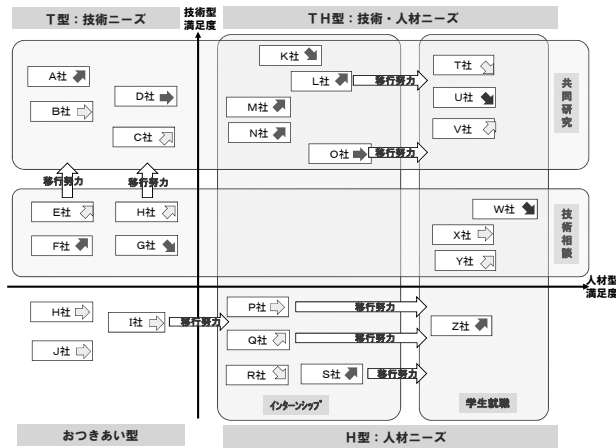 T型：技術ニーズ
技術型
満足度
TH型：技術・人材ニーズ
A社
B社
D社
C社
K社
L社
移行努力
M社
N社
O社
移行努力
T社
U社
V社
共同研究
移行努力
移行努力
E社
H社
F社
G社
W社
X社
Y社
技術相談
人材型
満足度
H社
I社
移行努力
J社
P社
移行努力
Q社
移行努力
R社
S社
移行努力
Z社
インターンシップ
学生就職
おつきあい型
H型：人材ニーズ